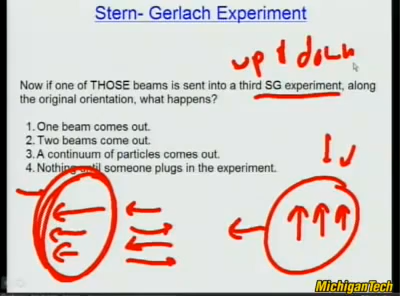 Stern- Gerlach Experiment
up & down
Now if one of THOSE beams is sent into a third SG experiment, along
the original orientation, what happens?
1. One beam comes out.
2. Two beams come out.
3. A continuum of particles comes out.
4. Nothing until someone plugs in the experiment.
MichiganTech